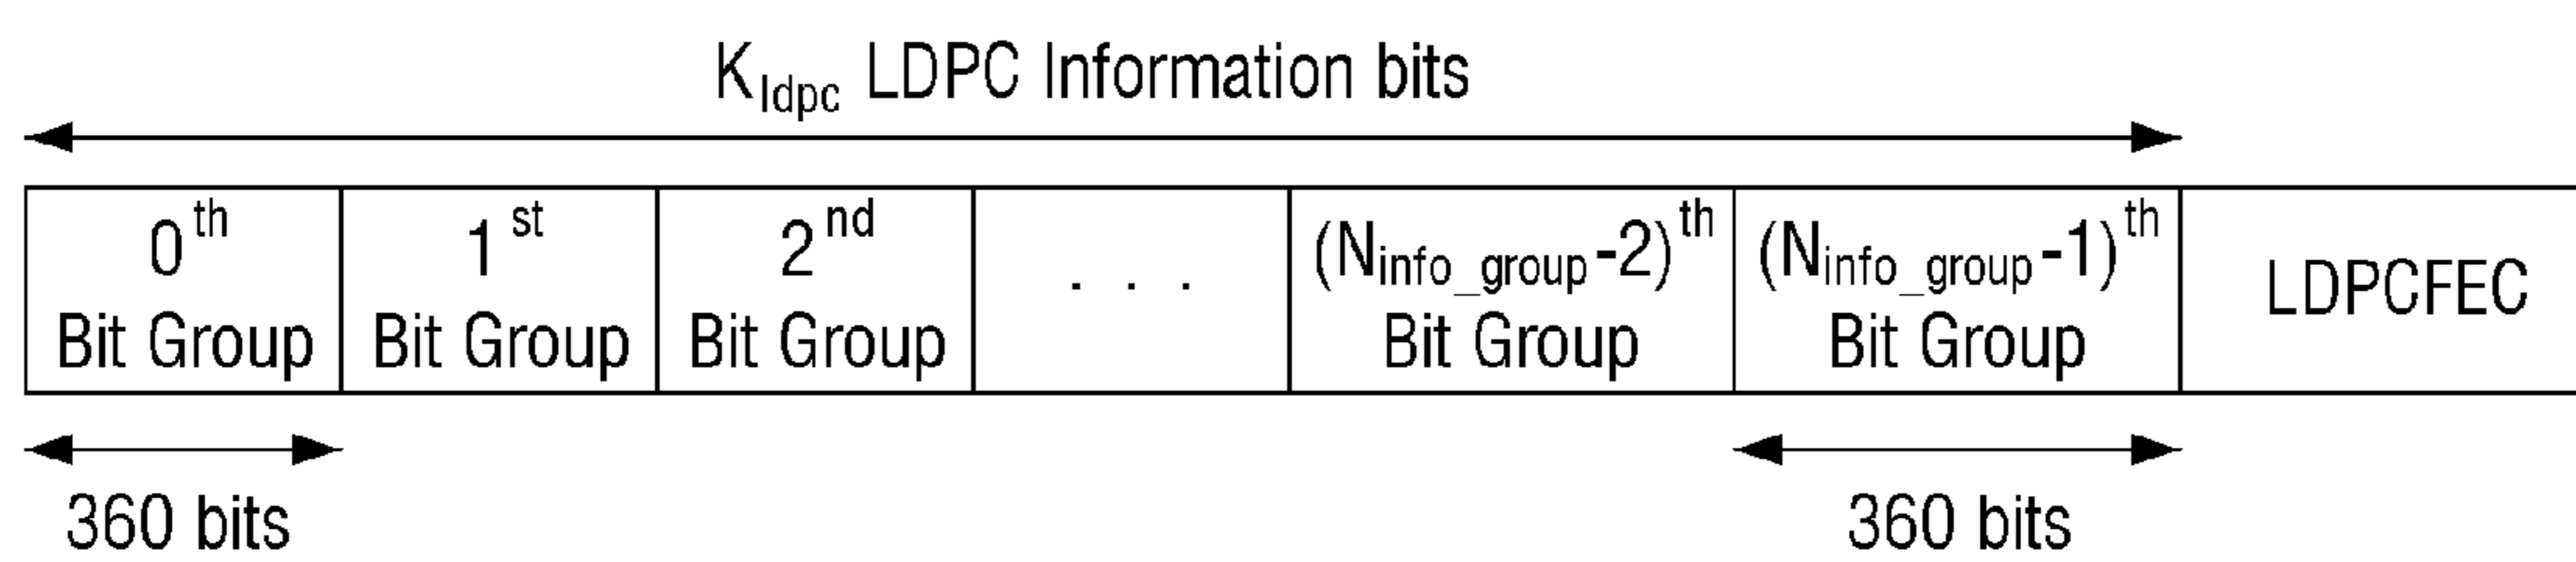 K_ldpc LDPC Information bits
0th Bit Group
1st Bit Group
2nd Bit Group
. . .
(N_info_group-2)th Bit Group
(N_info_group-1)th Bit Group
LDPCFEC
360 bits
360 bits